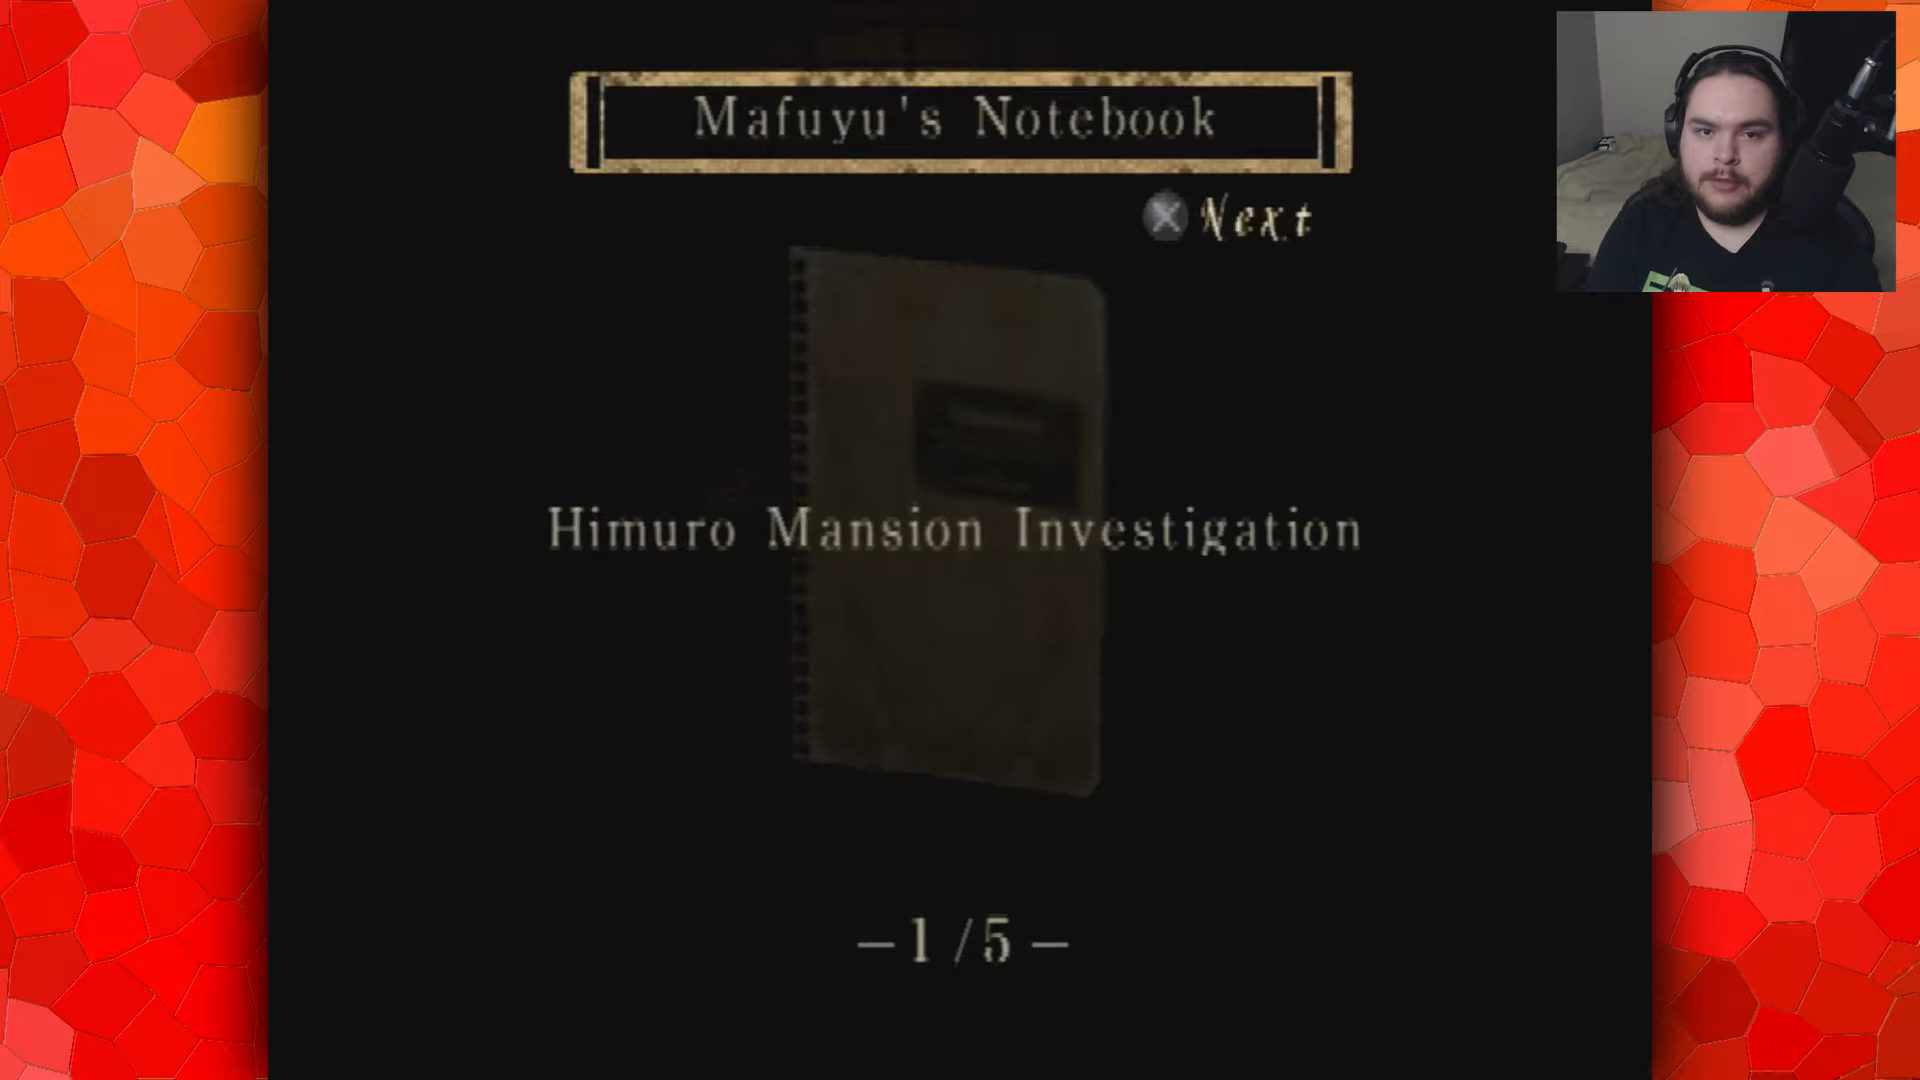 Mafuyu's Notebook
Next
Himuro Mansion Investigation
–1/5–